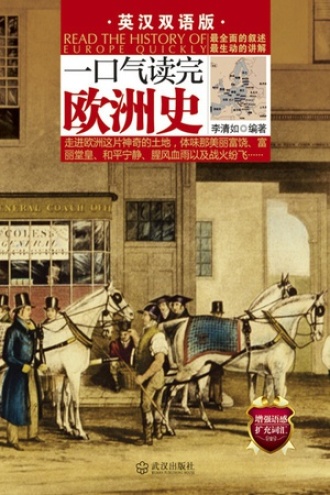 ·英汉双语版·
READ THE HISTORY OF
EUROPE QUICKLY
最全面的叙述
最生动的讲解
一口气读完
欧洲史
李清如◎编著
走进欧洲这片神奇的土地，体味那美丽富饶、富
丽堂皇、和平宁静、腥风血雨以及战火纷飞……
GENERAL COACH OFF
COLES
GENERAL
增强语感
扩充词汇
武汉出版社